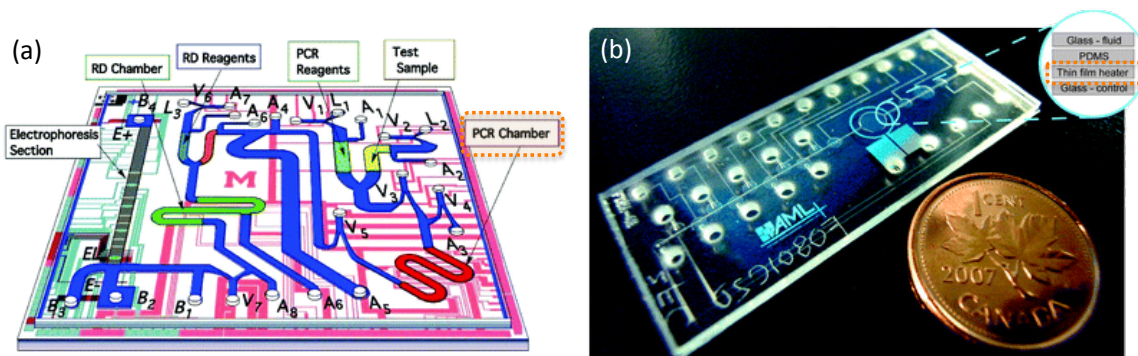 (a)
RD Chamber
RD Reagents
PCR
Reagents
Test
Sample
PCR Chamber
Electrophoresis
Section
B4
E+
L3
V6
A7
A6
A4
V1
L1
A1
V2
L2
A2
V3
V4
A3
V5
M
EL
E-
B3
B2
B1
V7
A8
A6
A5
(b)
Glass - fluid
PDMS
Thin film heater
Glass - control
AML
1
CENT
2007
CANADA